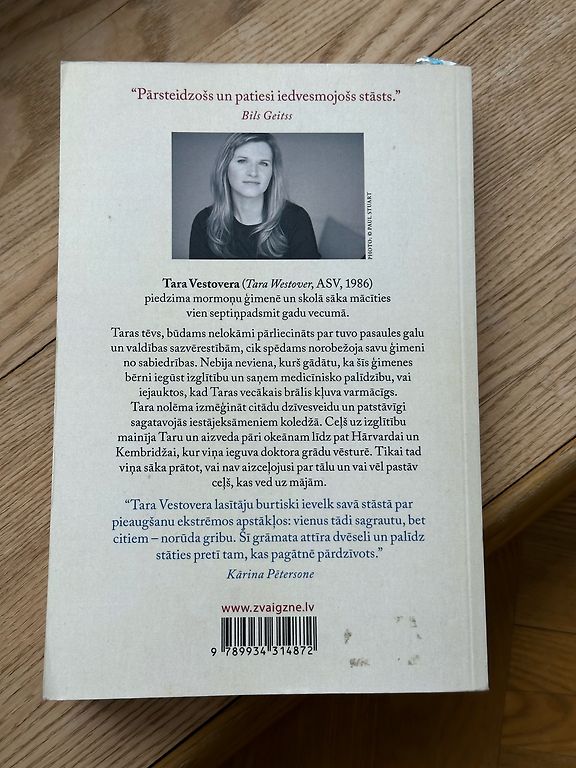 “Pārsteidzošs un patiesi iedvesmojošs stāsts.”
Bils Geitss
PHOTO: © PAUL STUART
Tara Vestovera (Tara Westover, ASV, 1986)
piedzima mormoņu ģimenē un skolā sāka mācīties
vien septiņpadsmit gadu vecumā.
Taras tēvs, būdams nelokāmi pārliecināts par tuvo pasaules galu
un valdības sazvērestībām, cik spēdams norobežoja savu ģimeni
no sabiedrības. Nebija neviena, kurš gādātu, ka šīs ģimenes
bērni iegūst izglītību un saņem medicīnisko palīdzību, vai
iejauktos, kad Taras vecākais brālis kļuva varmācīgs.
Tara nolēma izmēģināt citādu dzīvesveidu un patstāvīgi
sagatavojās iestājeksāmeniem koledžā. Ceļš uz izglītību
mainīja Taru un aizveda pāri okeānam līdz pat Hārvardai un
Kembridžai, kur viņa ieguva doktora grādu vēsturē. Tikai tad
viņa sāka prātot, vai nav aizceļojusi par tālu un vai vēl pastāv
ceļš, kas ved uz mājām.
“Tara Vestovera lasītāju burtiski ievelk savā stāstā par
pieaugšanu ekstrēmos apstākļos: vienus tādi sagrautu, bet
citiem – norūda gribu. Šī grāmata attīra dvēseli un palīdz
stāties pretī tam, kas pagātnē pārdzīvots.”
Kārina Pētersone
www.zvaigzne.lv
9 789934 314872